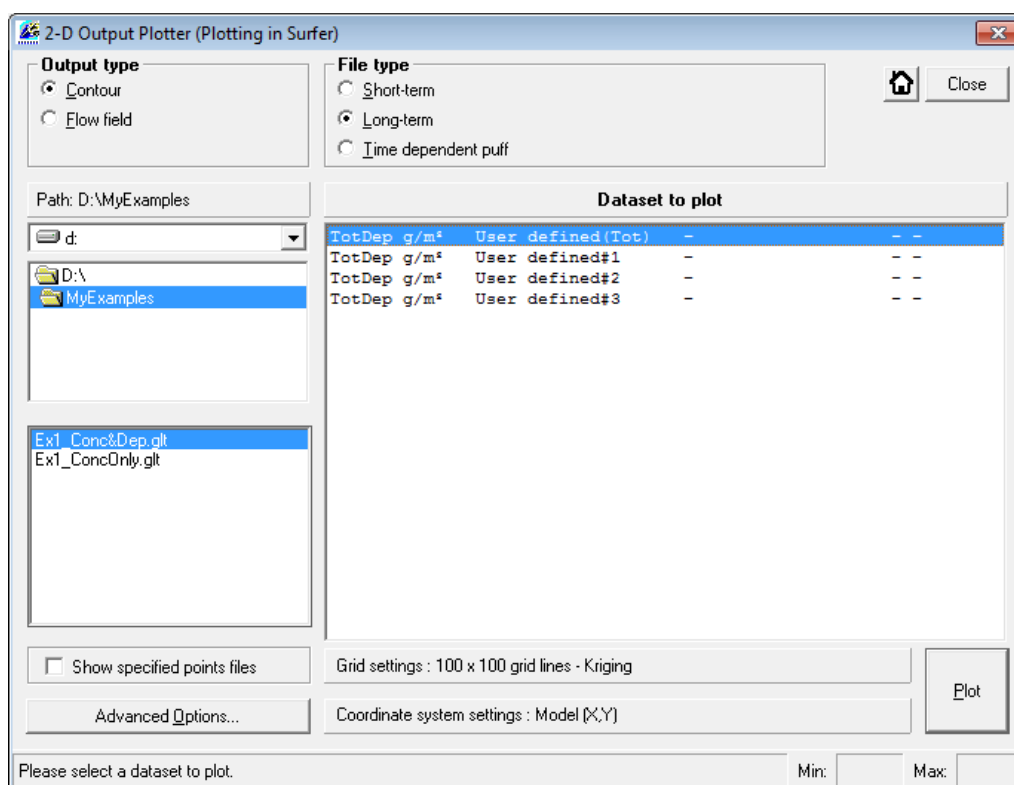 2-D Output Plotter (Plotting in Surfer)
Output type
Contour
Flow field
File type
Short-term
Long-term
Time dependent puff
Close
Path: D:\MyExamples
Dataset to plot
d:
D:\
MyExamples
TotDep g/m² User defined(Tot) - - -
TotDep g/m² User defined#1 - - -
TotDep g/m² User defined#2 - - -
TotDep g/m² User defined#3 - - -
Ex1_Conc&Dep.glt
Ex1_ConcOnly.glt
Show specified points files
Grid settings : 100 x 100 grid lines - Kriging
Plot
Advanced Options...
Coordinate system settings : Model (X,Y)
Please select a dataset to plot.
Min:
Max: